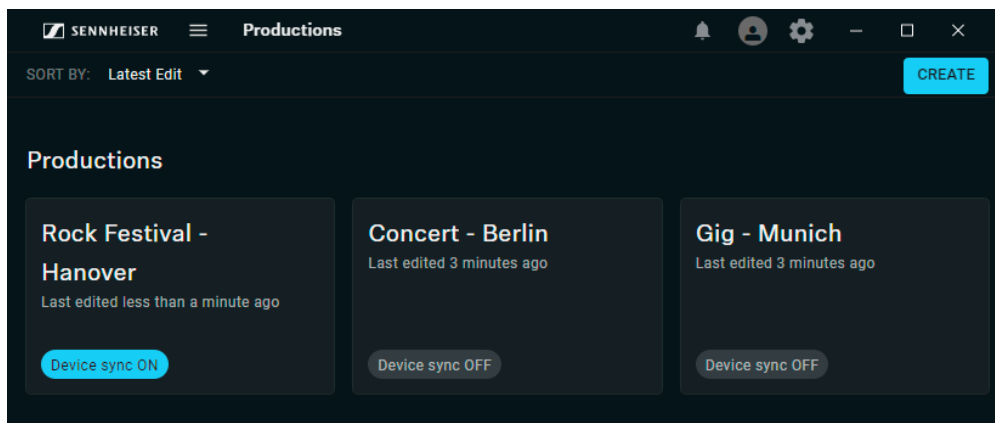 SENNHEISER Productions
SORT BY: Latest Edit CREATE
Productions
Rock Festival -
Hanover
Last edited less than a minute ago
Device sync ON
Concert - Berlin
Last edited 3 minutes ago
Device sync OFF
Gig - Munich
Last edited 3 minutes ago
Device sync OFF